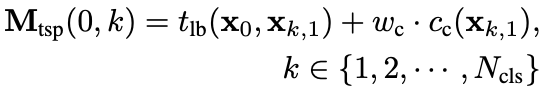 M_tsp(0, k) = t_lb(x_0, x_{k,1}) + w_c · c_c(x_{k,1}),
k ∈ {1, 2, ⋯ , N_cls}